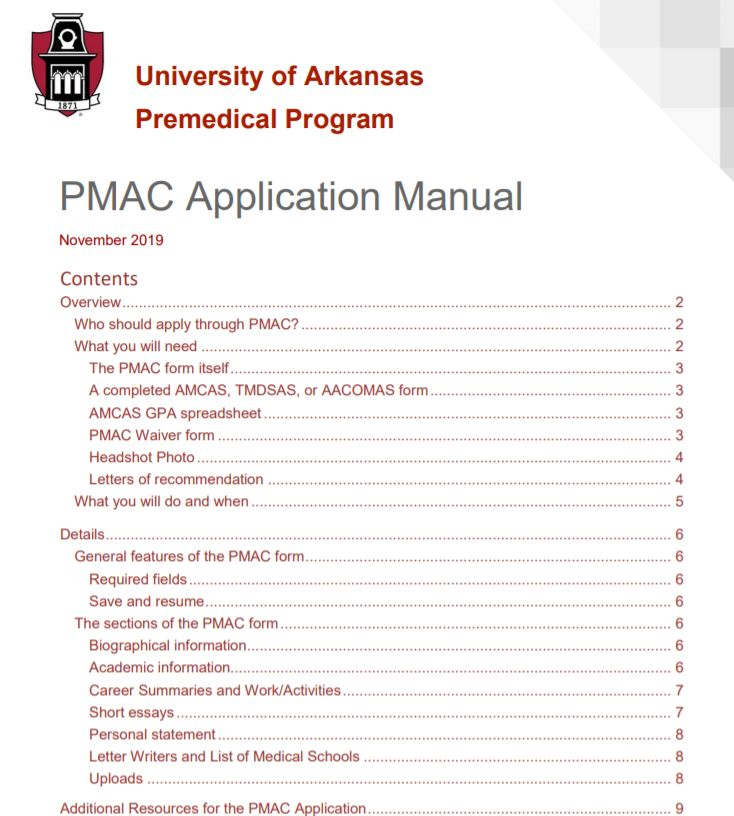 1871
University of Arkansas
Premedical Program
PMAC Application Manual
November 2019
Contents
Overview........................................................................................................ 2
Who should apply through PMAC?........................................................................ 2
What you will need ........................................................................................ 2
The PMAC form itself........................................................................................ 3
A completed AMCAS, TMDSAS, or AACOMAS form........................................................ 3
AMCAS GPA spreadsheet........................................................................................ 3
PMAC Waiver form ........................................................................................ 3
Headshot Photo ........................................................................................ 4
Letters of recommendation ................................................................................ 4
What you will do and when ................................................................................ 5
Details........................................................................................................ 6
General features of the PMAC form........................................................................ 6
Required fields ........................................................................................ 6
Save and resume........................................................................................ 6
The sections of the PMAC form ............................................................................ 6
Biographical information.................................................................................... 6
Academic information........................................................................................ 6
Career Summaries and Work/Activities.................................................................... 7
Short essays ........................................................................................ 7
Personal statement ........................................................................................ 8
Letter Writers and List of Medical Schools ................................................................ 8
Uploads ........................................................................................ 8
Additional Resources for the PMAC Application............................................................ 9